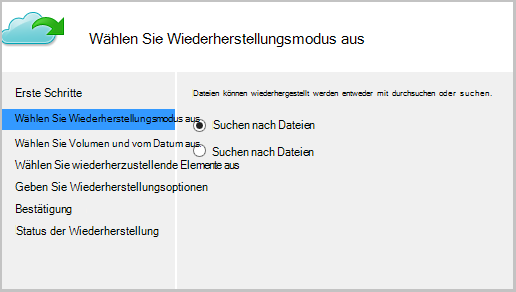 Wählen Sie Wiederherstellungsmodus aus
Erste Schritte
Wählen Sie Wiederherstellungsmodus aus
Wählen Sie Volumen und vom Datum aus
Wählen Sie wiederherzustellende Elemente aus
Geben Sie Wiederherstellungsoptionen
Bestätigung
Status der Wiederherstellung
Dateien können wiederhergestellt werden entweder mit durchsuchen oder suchen.
Suchen nach Dateien
Suchen nach Dateien